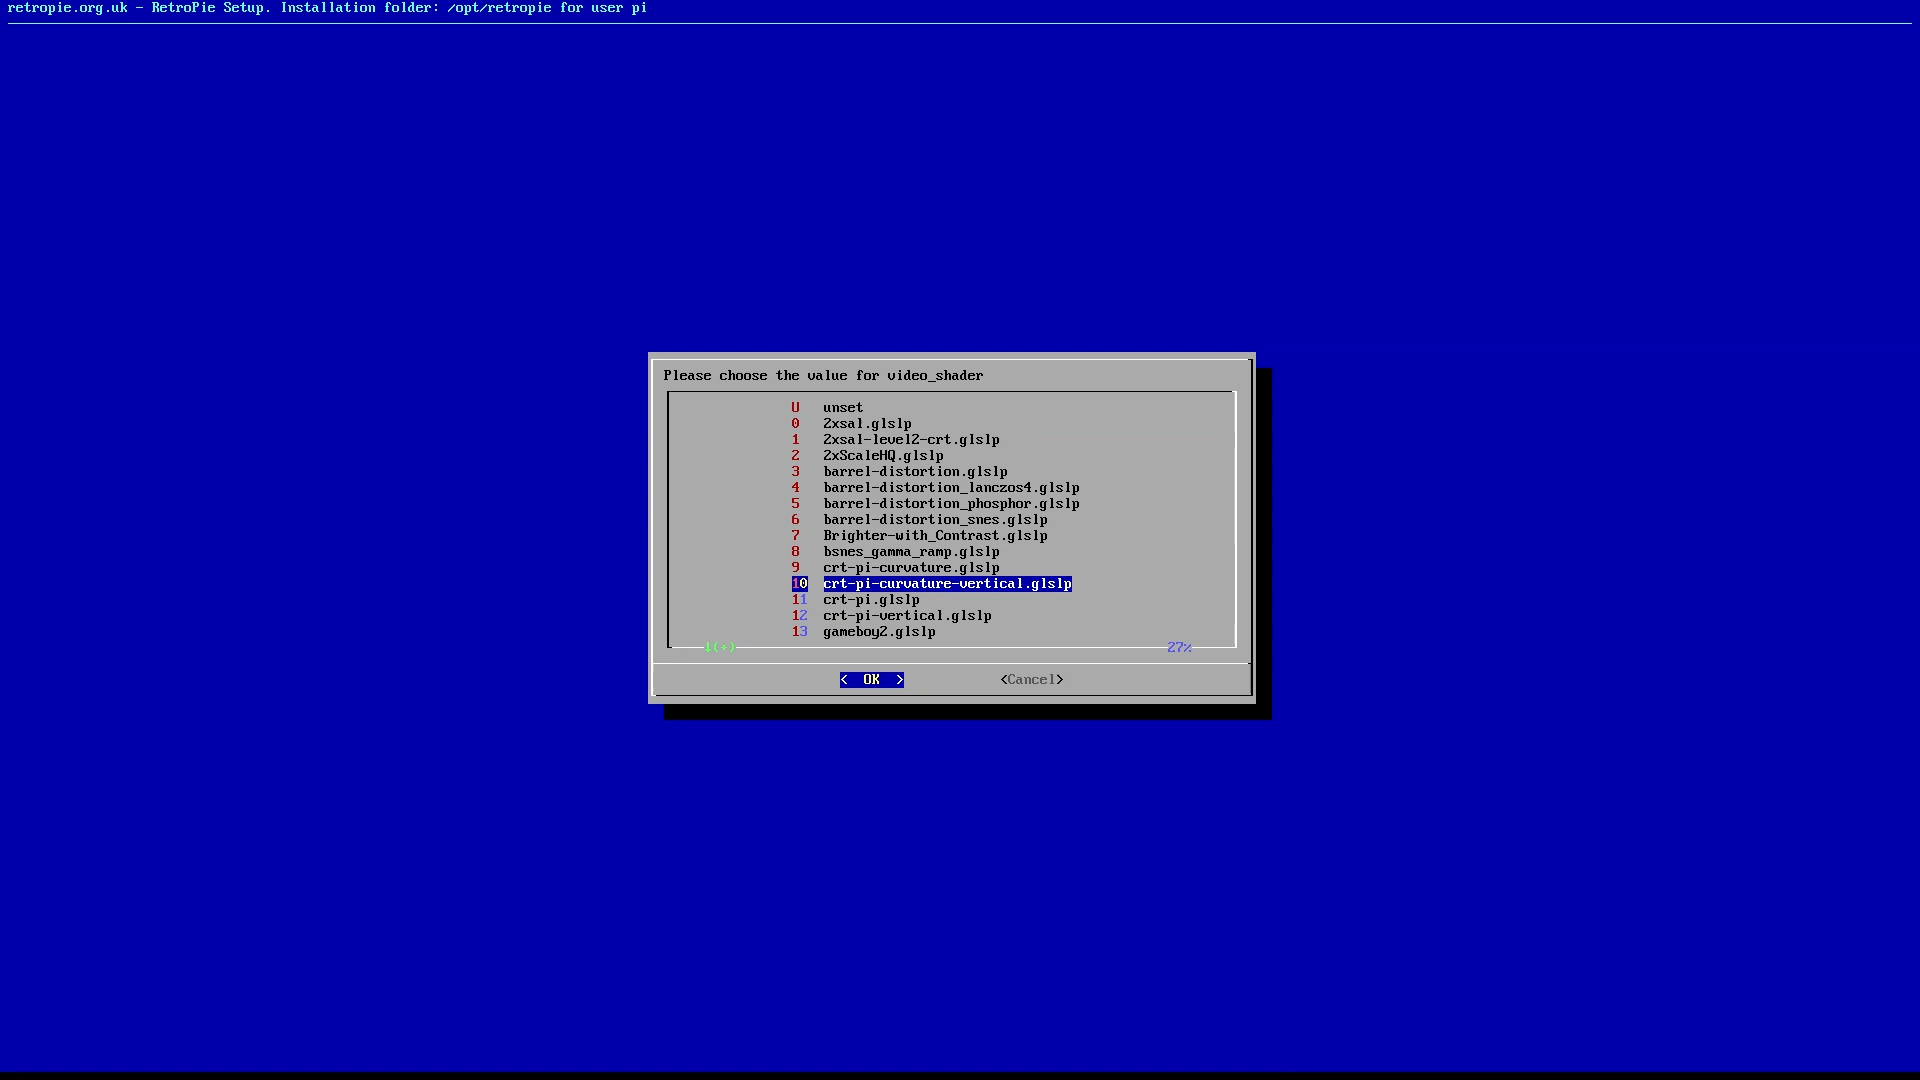 retropie.org.uk - RetroPie Setup. Installation folder: /opt/retropie for user pi
Please choose the value for video_shader
U unset
0 2xsal.glslp
1 2xsal-level2-crt.glslp
2 2xScaleHQ.glslp
3 barrel-distortion.glslp
4 barrel-distortion_lanczos4.glslp
5 barrel-distortion_phosphor.glslp
6 barrel-distortion_snes.glslp
7 Brighter-with_Contrast.glslp
8 bsnes_gamma_ramp.glslp
9 crt-pi-curvature.glslp
10 crt-pi-curvature-vertical.glslp
11 crt-pi.glslp
12 crt-pi-vertical.glslp
13 gameboy2.glslp
↓(+) 27%
< OK > <Cancel>